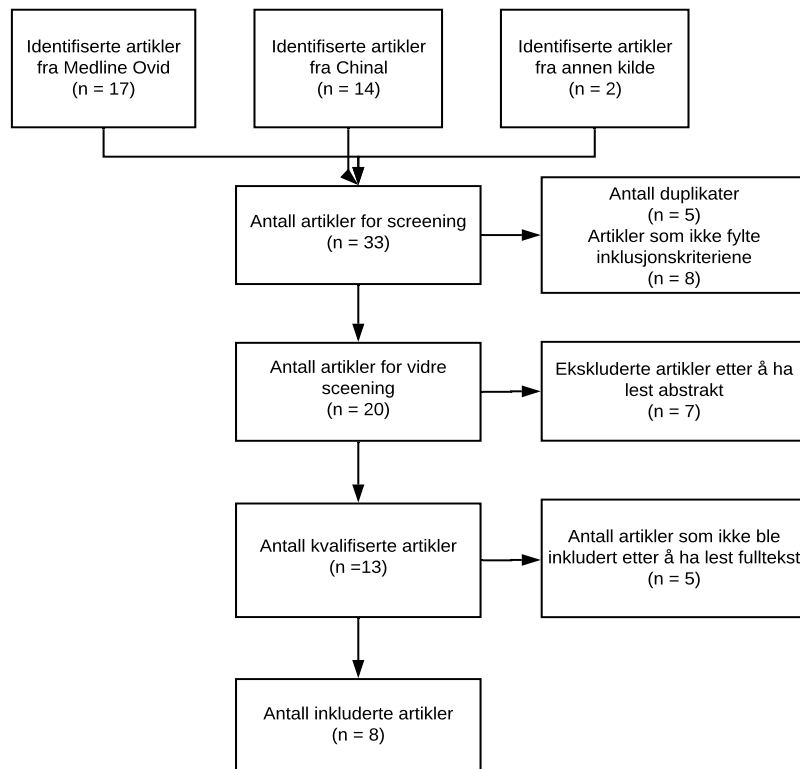 Identifiserte artikler
fra Medline Ovid
(n = 17)
Identifiserte artikler
fra Chinal
(n = 14)
Identifiserte artikler
fra annen kilde
(n = 2)
Antall artikler for screening
(n = 33)
Antall duplikater
(n = 5)
Artikler som ikke fylte
inklusjonskriteriene
(n = 8)
Antall artikler for vidre
sceening
(n = 20)
Ekskluderte artikler etter å ha
lest abstrakt
(n = 7)
Antall kvalifiserte artikler
(n =13)
Antall artikler som ikke ble
inkludert etter å ha lest fulltekst
(n = 5)
Antall inkluderte artikler
(n = 8)